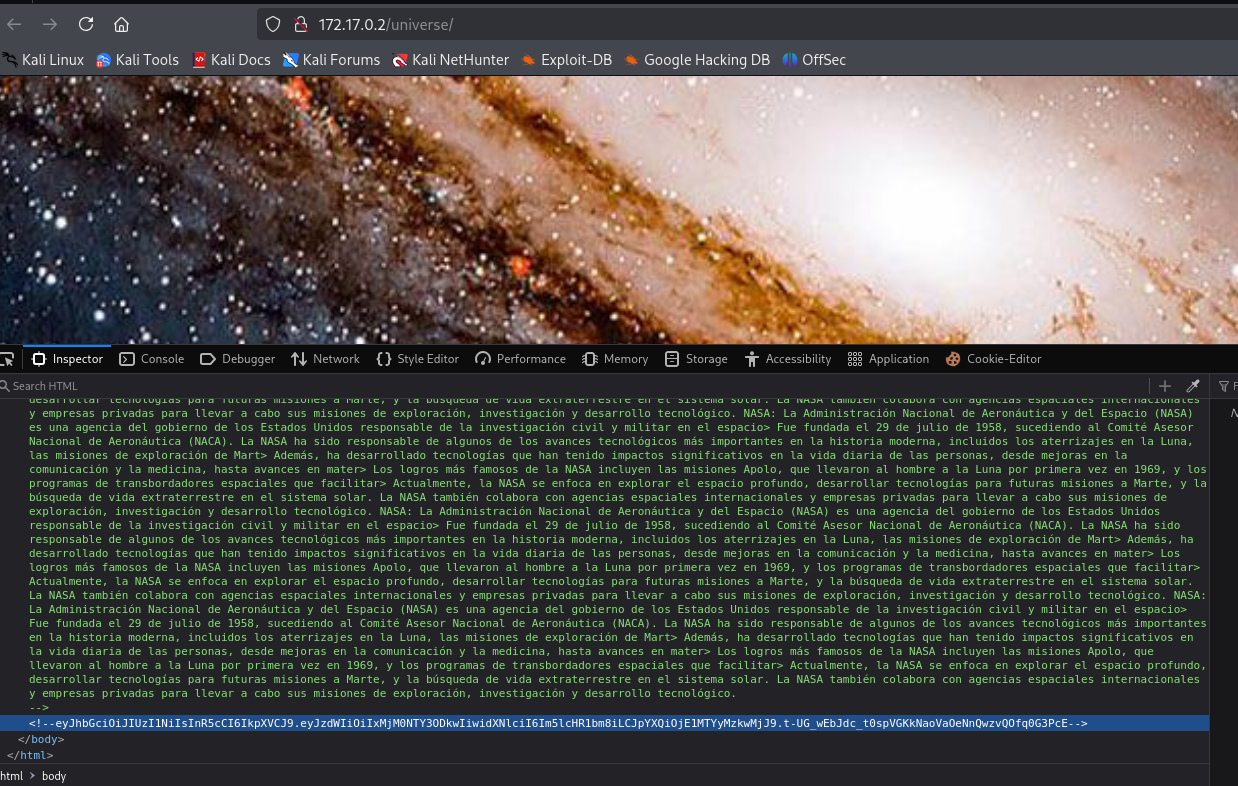 172.17.0.2/universe/
Kali Linux Kali Tools Kali Docs Kali Forums Kali NetHunter Exploit-DB Google Hacking DB OffSec
Inspector Console Debugger Network Style Editor Performance Memory Storage Accessibility Application Cookie-Editor
Search HTML
desarrollar tecnologías para futuras misiones a Marte, y la búsqueda de vida extraterrestre en el sistema solar. La NASA también colabora con agencias espaciales internacionales
y empresas privadas para llevar a cabo sus misiones de exploración, investigación y desarrollo tecnológico. NASA: La Administración Nacional de Aeronáutica y del Espacio (NASA)
es una agencia del gobierno de los Estados Unidos responsable de la investigación civil y militar en el espacio> Fue fundada el 29 de julio de 1958, sucediendo al Comité Asesor
Nacional de Aeronáutica (NACA). La NASA ha sido responsable de algunos de los avances tecnológicos más importantes en la historia moderna, incluidos los aterrizajes en la Luna,
las misiones de exploración de Mart> Además, ha desarrollado tecnologías que han tenido impactos significativos en la vida diaria de las personas, desde mejoras en la
comunicación y la medicina, hasta avances en mater> Los logros más famosos de la NASA incluyen las misiones Apolo, que llevaron al hombre a la Luna por primera vez en 1969, y los
programas de transbordadores espaciales que facilitar> Actualmente, la NASA se enfoca en explorar el espacio profundo, desarrollar tecnologías para futuras misiones a Marte, y la
búsqueda de vida extraterrestre en el sistema solar. La NASA también colabora con agencias espaciales internacionales y empresas privadas para llevar a cabo sus misiones de
exploración, investigación y desarrollo tecnológico. NASA: La Administración Nacional de Aeronáutica y del Espacio (NASA) es una agencia del gobierno de los Estados Unidos
responsable de la investigación civil y militar en el espacio> Fue fundada el 29 de julio de 1958, sucediendo al Comité Asesor Nacional de Aeronáutica (NACA). La NASA ha sido
responsable de algunos de los avances tecnológicos más importantes en la historia moderna, incluidos los aterrizajes en la Luna, las misiones de exploración de Mart> Además, ha
desarrollado tecnologías que han tenido impactos significativos en la vida diaria de las personas, desde mejoras en la comunicación y la medicina, hasta avances en mater> Los
logros más famosos de la NASA incluyen las misiones Apolo, que llevaron al hombre a la Luna por primera vez en 1969, y los programas de transbordadores espaciales que facilitar>
Actualmente, la NASA se enfoca en explorar el espacio profundo, desarrollar tecnologías para futuras misiones a Marte, y la búsqueda de vida extraterrestre en el sistema solar.
La NASA también colabora con agencias espaciales internacionales y empresas privadas para llevar a cabo sus misiones de exploración, investigación y desarrollo tecnológico. NASA:
La Administración Nacional de Aeronáutica y del Espacio (NASA) es una agencia del gobierno de los Estados Unidos responsable de la investigación civil y militar en el espacio>
Fue fundada el 29 de julio de 1958, sucediendo al Comité Asesor Nacional de Aeronáutica (NACA). La NASA ha sido responsable de algunos de los avances tecnológicos más importantes
en la historia moderna, incluidos los aterrizajes en la Luna, las misiones de exploración de Mart> Además, ha desarrollado tecnologías que han tenido impactos significativos en
la vida diaria de las personas, desde mejoras en la comunicación y la medicina, hasta avances en mater> Los logros más famosos de la NASA incluyen las misiones Apolo, que
llevaron al hombre a la Luna por primera vez en 1969, y los programas de transbordadores espaciales que facilitar> Actualmente, la NASA se enfoca en explorar el espacio profundo,
desarrollar tecnologías para futuras misiones a Marte, y la búsqueda de vida extraterrestre en el sistema solar. La NASA también colabora con agencias espaciales internacionales
y empresas privadas para llevar a cabo sus misiones de exploración, investigación y desarrollo tecnológico.
-->
<!--eyJhbGciOiJIUzI1NiIsInR5cCI6IkpXVCJ9.eyJzdWIiOiIxMjM0NTY3ODkwIiwidXNlciI6Im5lcHR1bm8iLCJpYXQiOjE1MTYyMzkwMjJ9.t-UG_wEbJdc_t0spVGKkNaoVaOeNnQwzvQOfq0G3PcE-->
</body>
</html>
html > body